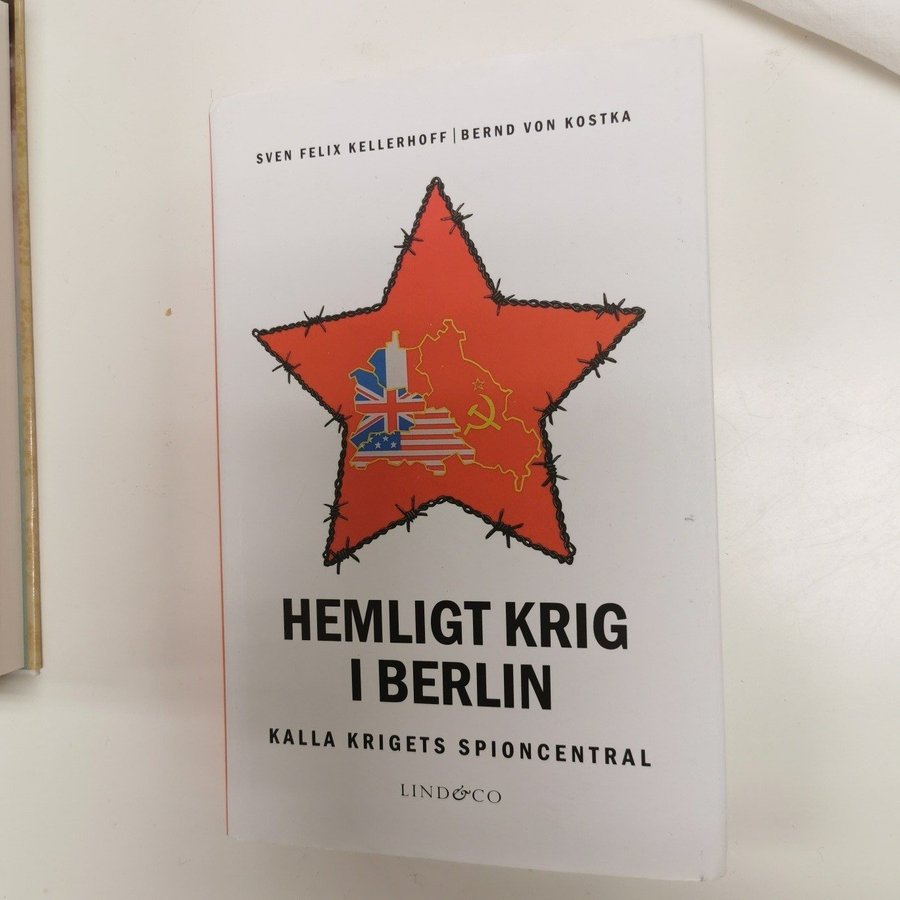 SVEN FELIX KELLERHOFF | BERND VON KOSTKA
HEMLIGT KRIG
I BERLIN
KALLA KRIGETS SPIONCENTRAL
LIND&CO